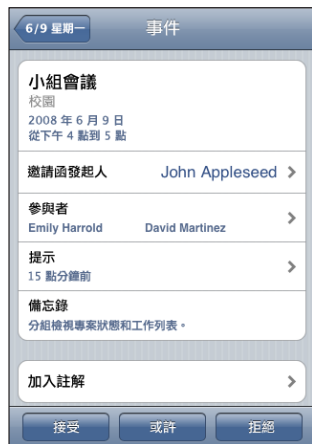 6/9 星期一
事件
小組會議
校園
2008 年 6 月 9 日
從下午 4 點到 5 點
邀請函發起人 John Appleseed
參與者
Emily Harrold David Martinez
提示
15 點分鐘前
備忘錄
分組檢視專案狀態和工作列表。
加入註解
接受 或許 拒絕